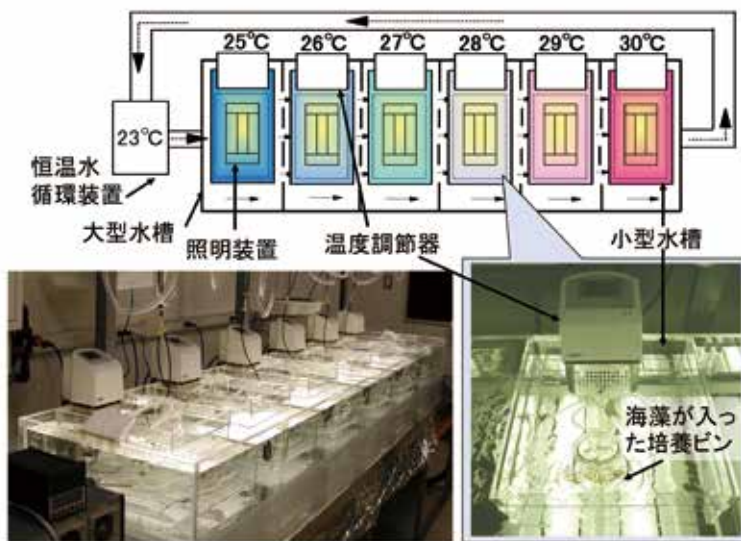 25℃ 26℃ 27℃ 28℃ 29℃ 30℃
23℃
恒温水
循環装置
大型水槽
照明装置
温度調節器
小型水槽
海藻が入っ
た培養ビン